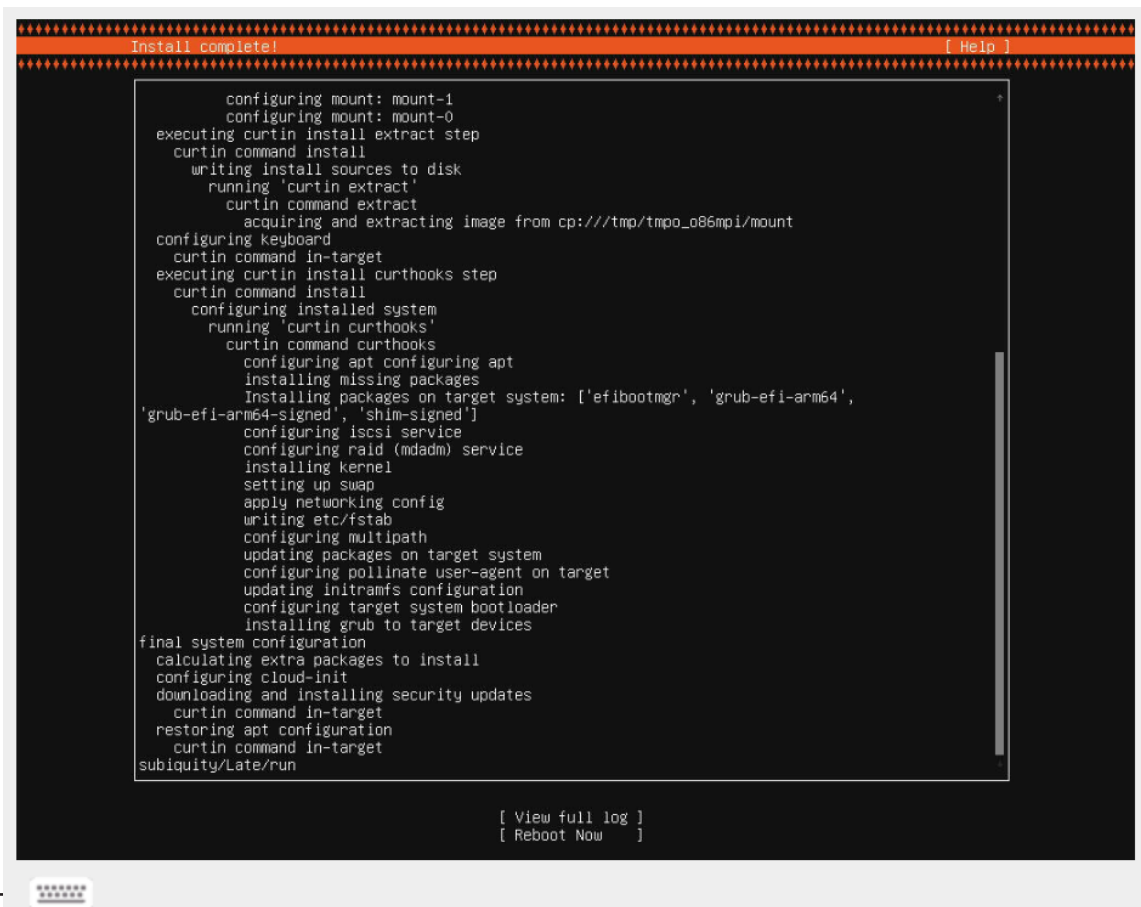 Install complete! [ Help ]
configuring mount: mount-1
configuring mount: mount-0
executing curtin install extract step
curtin command install
writing install sources to disk
running 'curtin extract'
curtin command extract
acquiring and extracting image from cp:///tmp/tmpo_o86mpi/mount
configuring keyboard
curtin command in-target
executing curtin install curthooks step
curtin command install
configuring installed system
running 'curtin curthooks'
curtin command curthooks
configuring apt configuring apt
installing missing packages
Installing packages on target system: ['efibootmgr', 'grub-efi-arm64',
'grub-efi-arm64-signed', 'shim-signed']
configuring iscsi service
configuring raid (mdadm) service
installing kernel
setting up swap
apply networking config
writing etc/fstab
configuring multipath
updating packages on target system
configuring pollinate user-agent on target
updating initramfs configuration
configuring target system bootloader
installing grub to target devices
final system configuration
calculating extra packages to install
configuring cloud-init
downloading and installing security updates
curtin command in-target
restoring apt configuration
curtin command in-target
subiquity/Late/run
[ View full log ]
[ Reboot Now ]